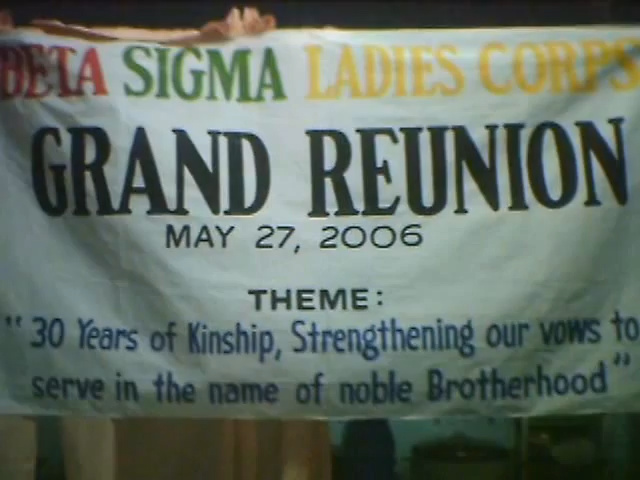 BETA SIGMA LADIES CORPS
GRAND REUNION
MAY 27, 2006
THEME:
"30 Years of Kinship, Strengthening our vows to
serve in the name of noble Brotherhood"